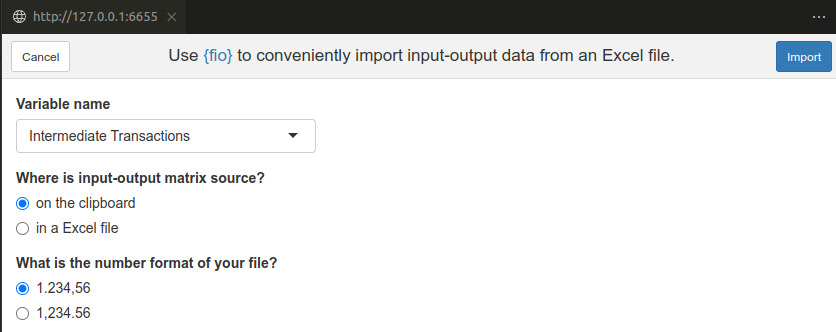 http://127.0.0.1:6655
Cancel
Use {fio} to conveniently import input-output data from an Excel file.
Import
Variable name
Intermediate Transactions
Where is input-output matrix source?
on the clipboard
in a Excel file
What is the number format of your file?
1.234,56
1,234.56